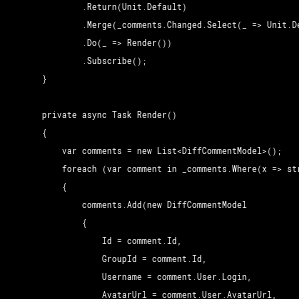 .Return(Unit.Default)
.Merge(_comments.Changed.Select(_ => Unit.De
.Do(_ => Render())
.Subscribe();
}
private async Task Render()
{
var comments = new List<DiffCommentModel>();
foreach (var comment in _comments.Where(x => str
{
comments.Add(new DiffCommentModel
{
Id = comment.Id,
GroupId = comment.Id,
Username = comment.User.Login,
AvatarUrl = comment.User.AvatarUrl,